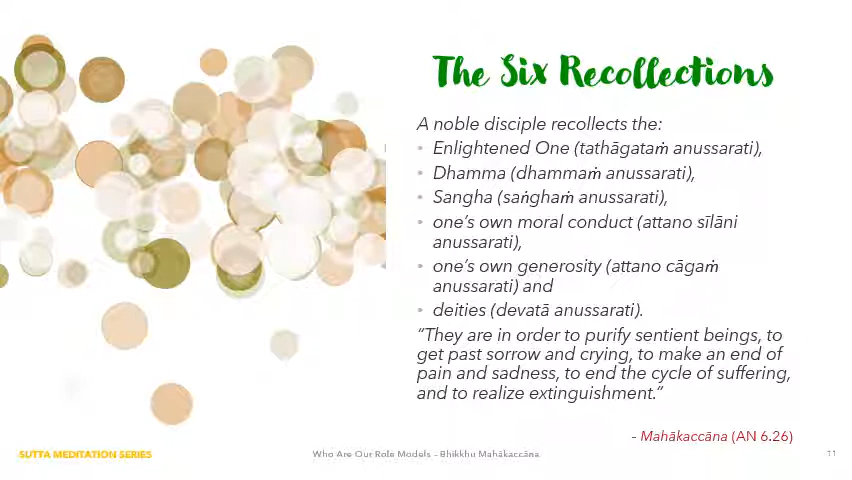 The Six Recollections
A noble disciple recollects the:
• Enlightened One (tathāgataṁ anussarati),
• Dhamma (dhammaṁ anussarati),
• Sangha (saṅghaṁ anussarati),
• one’s own moral conduct (attano sīlāni
anussarati),
• one’s own generosity (attano cāgaṁ
anussarati) and
• deities (devatā anussarati).
“They are in order to purify sentient beings, to
get past sorrow and crying, to make an end of
pain and sadness, to end the cycle of suffering,
and to realize extinguishment.”
- Mahākaccāna (AN 6.26)
SUTTA MEDITATION SERIES
Who Are Our Role Models - Bhikkhu Mahākaccāna
11